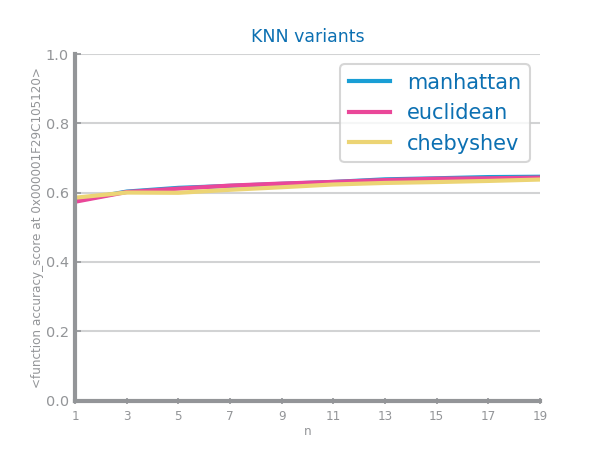 KNN variants
<function accuracy_score at 0x000001F29C105120>
1.0
0.8
0.6
0.4
0.2
0.0
manhattan
euclidean
chebyshev
1 3 5 7 9 11 13 15 17 19
n